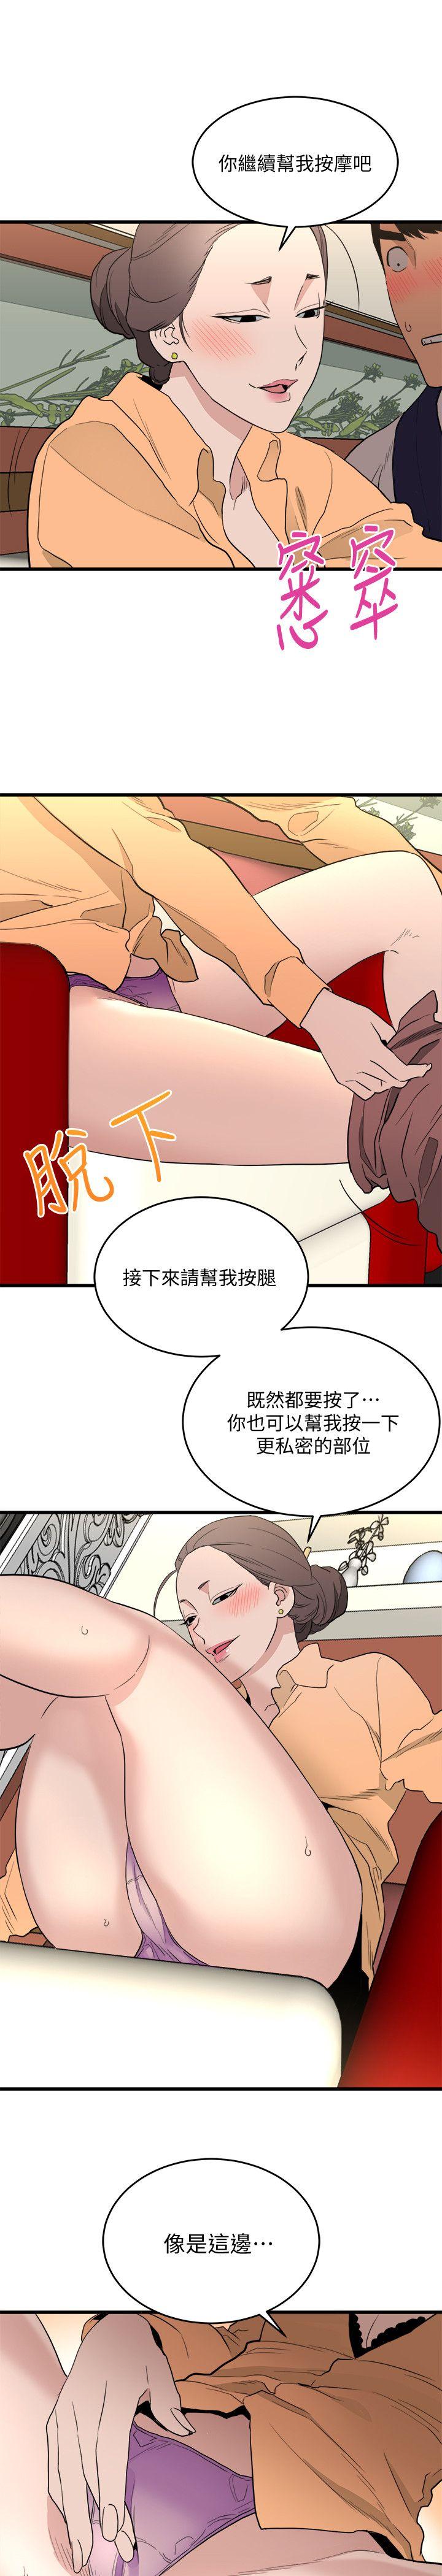 你繼續幫我按摩吧
窸
窣
脫下
接下來請幫我按腿
既然都要按了…
你也可以幫我按一下
更私密的部位
像是這邊…